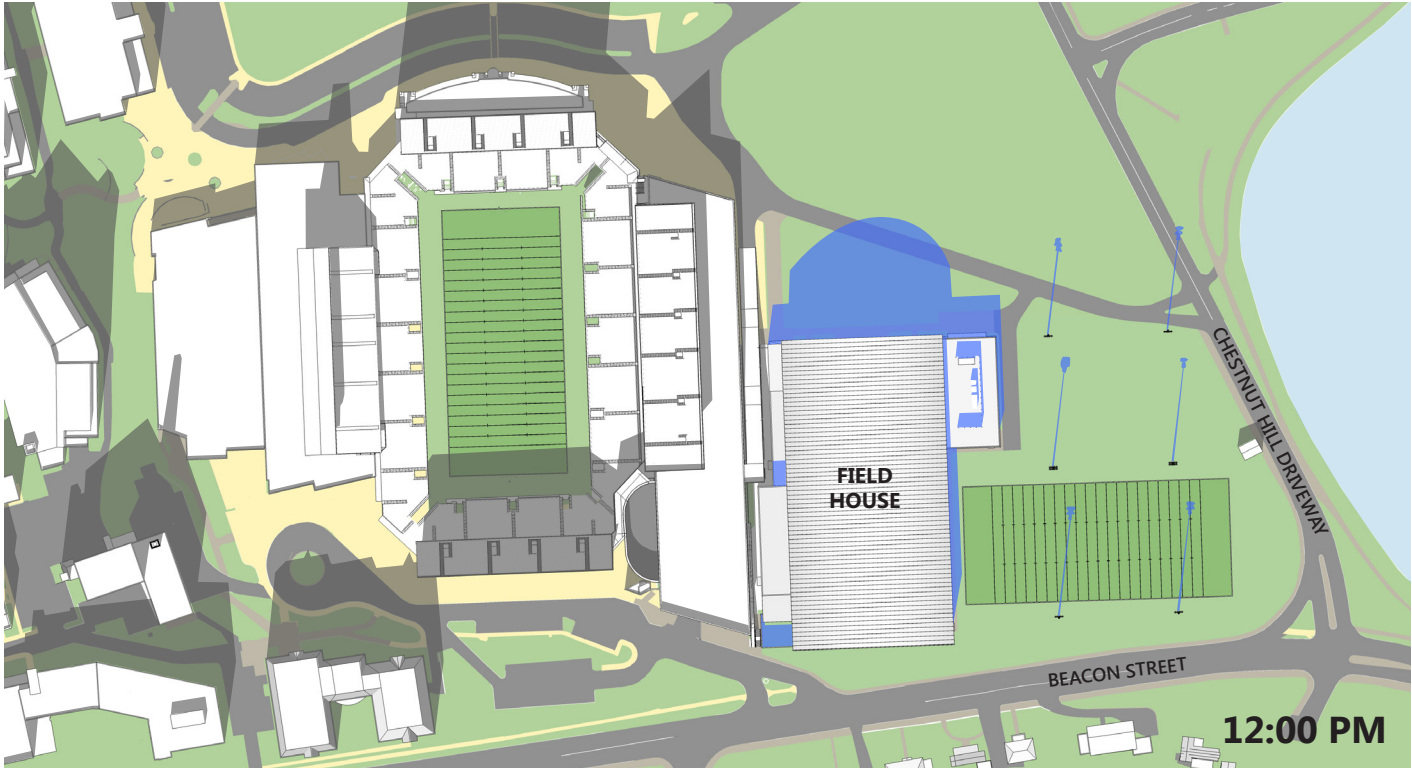 CHESTNUT HILL DRIVEWAY
FIELD
HOUSE
BEACON STREET
12:00 PM